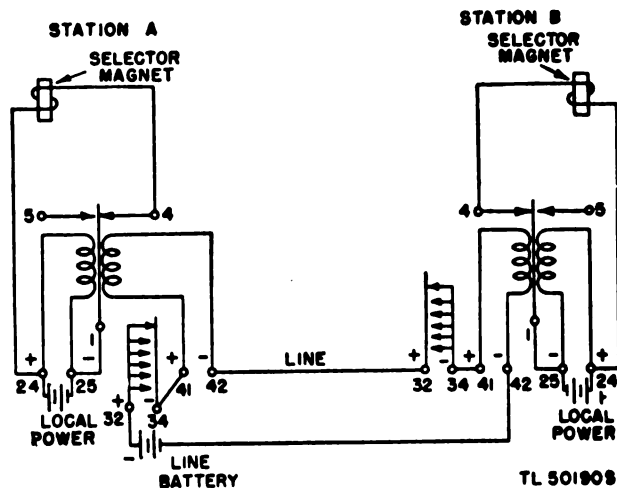 STATION A
SELECTOR
MAGNET
STATION B
SELECTOR
MAGNET
5 4
4 5
1
1
+ - + - + - + - - +
24 25 41 42 32 34 41 42 25 24
LINE
+ -
32 34
LOCAL
POWER
LOCAL
POWER
-
LINE
BATTERY
TL 50190S